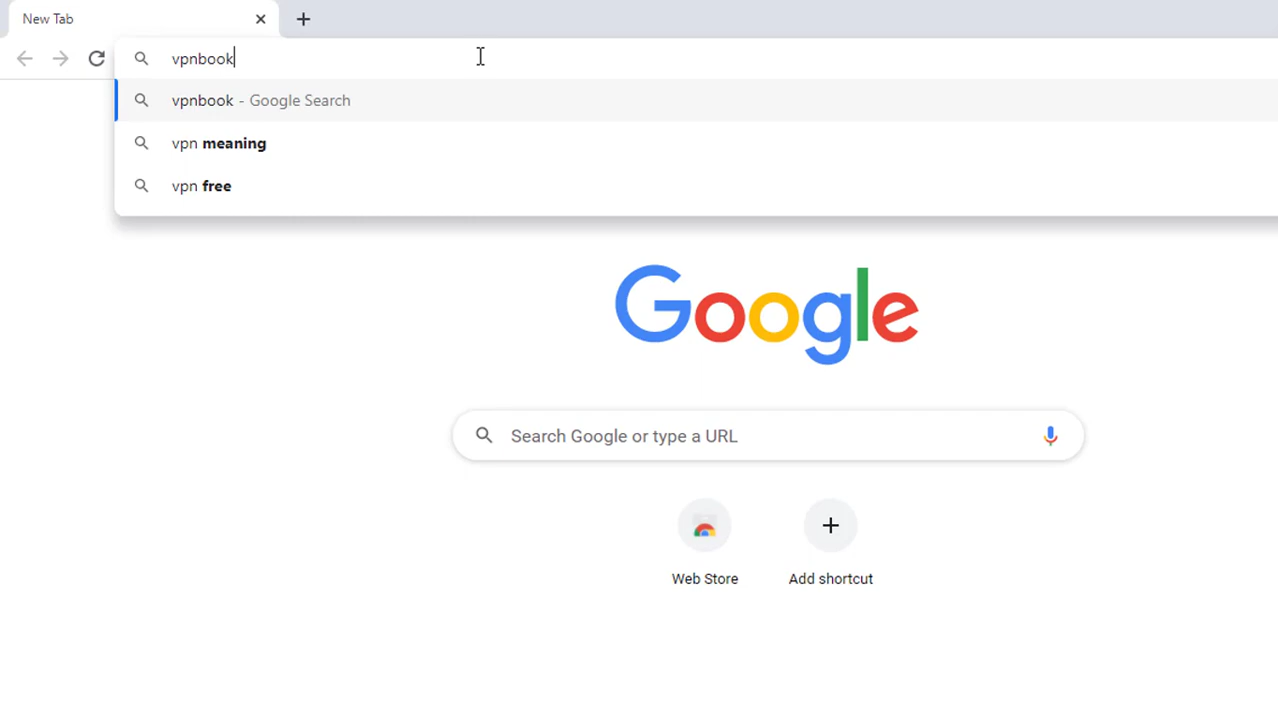 New Tab
vpnbook
vpnbook - Google Search
vpn meaning
vpn free
Google
Search Google or type a URL
Web Store
Add shortcut